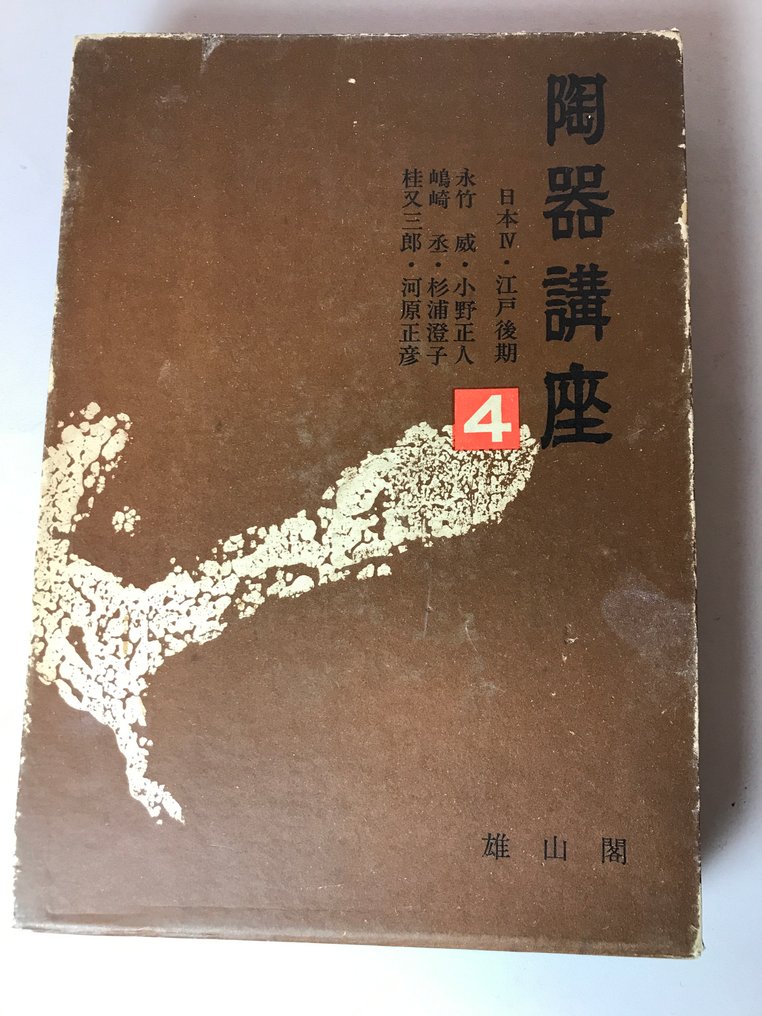 陶器講座
日本Ⅳ・江戸後期
永竹 威・小野正人
嶋崎 丞・杉浦澄子
桂又三郎・河原正彦
4
雄山閣